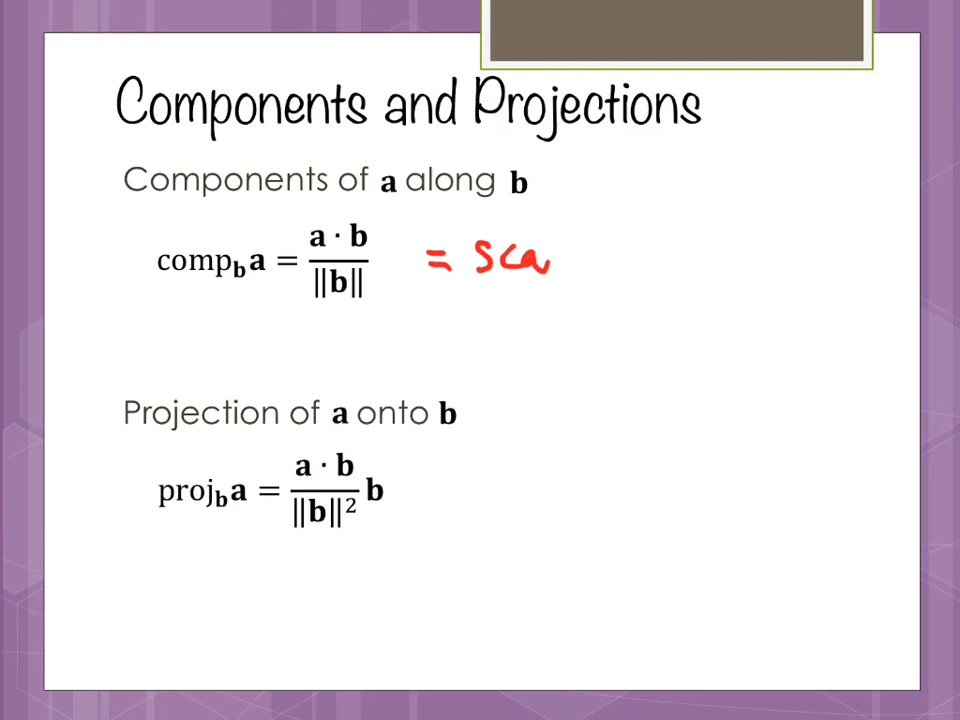 Components and Projections
Components of a along b
comp_b a = (a · b) / ‖b‖ = sca
Projection of a onto b
proj_b a = (a · b) / ‖b‖² b